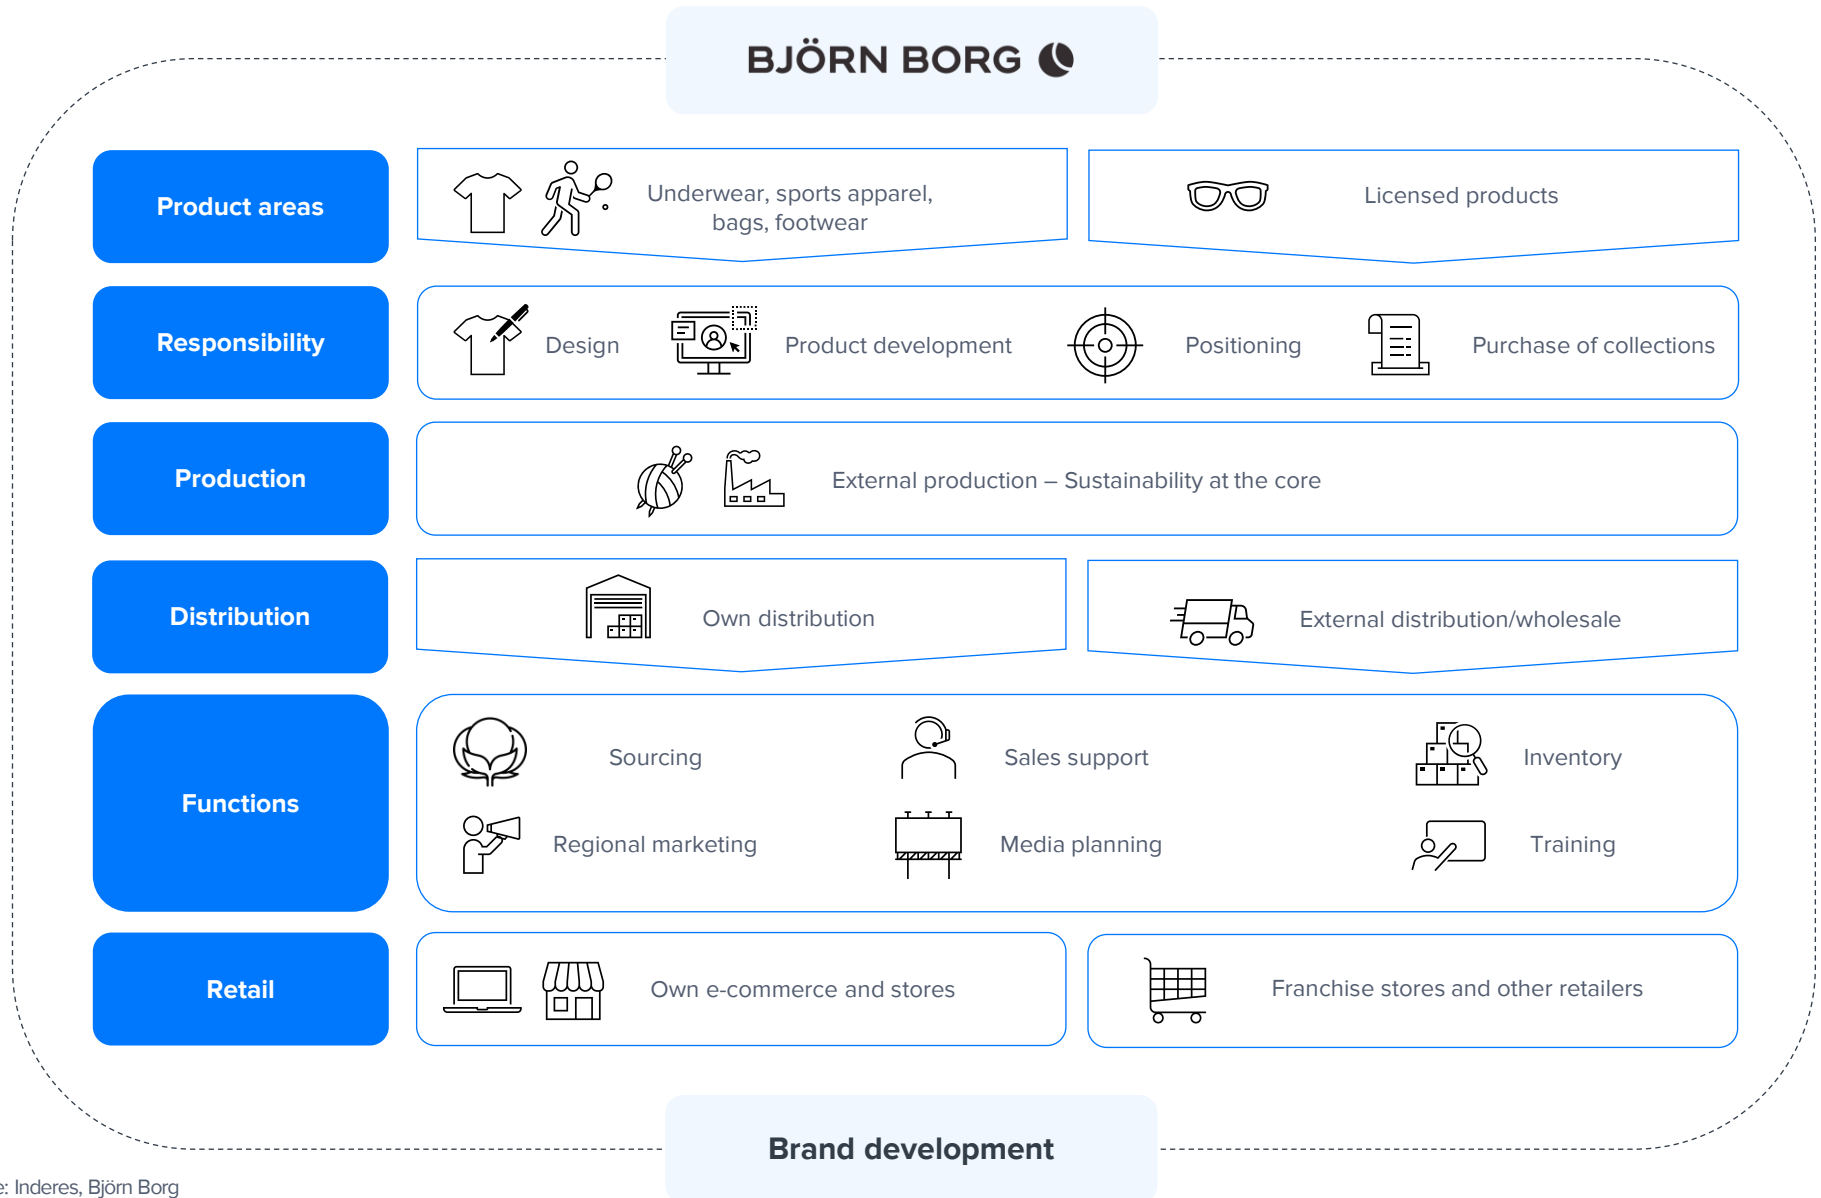 BJÖRN BORG
Product areas
Underwear, sports apparel,
bags, footwear
Licensed products
Responsibility
Design
Product development
Positioning
Purchase of collections
Production
External production – Sustainability at the core
Distribution
Own distribution
External distribution/wholesale
Functions
Sourcing
Sales support
Inventory
Regional marketing
Media planning
Training
Retail
Own e-commerce and stores
Franchise stores and other retailers
Brand development
e: Inderes, Björn Borg